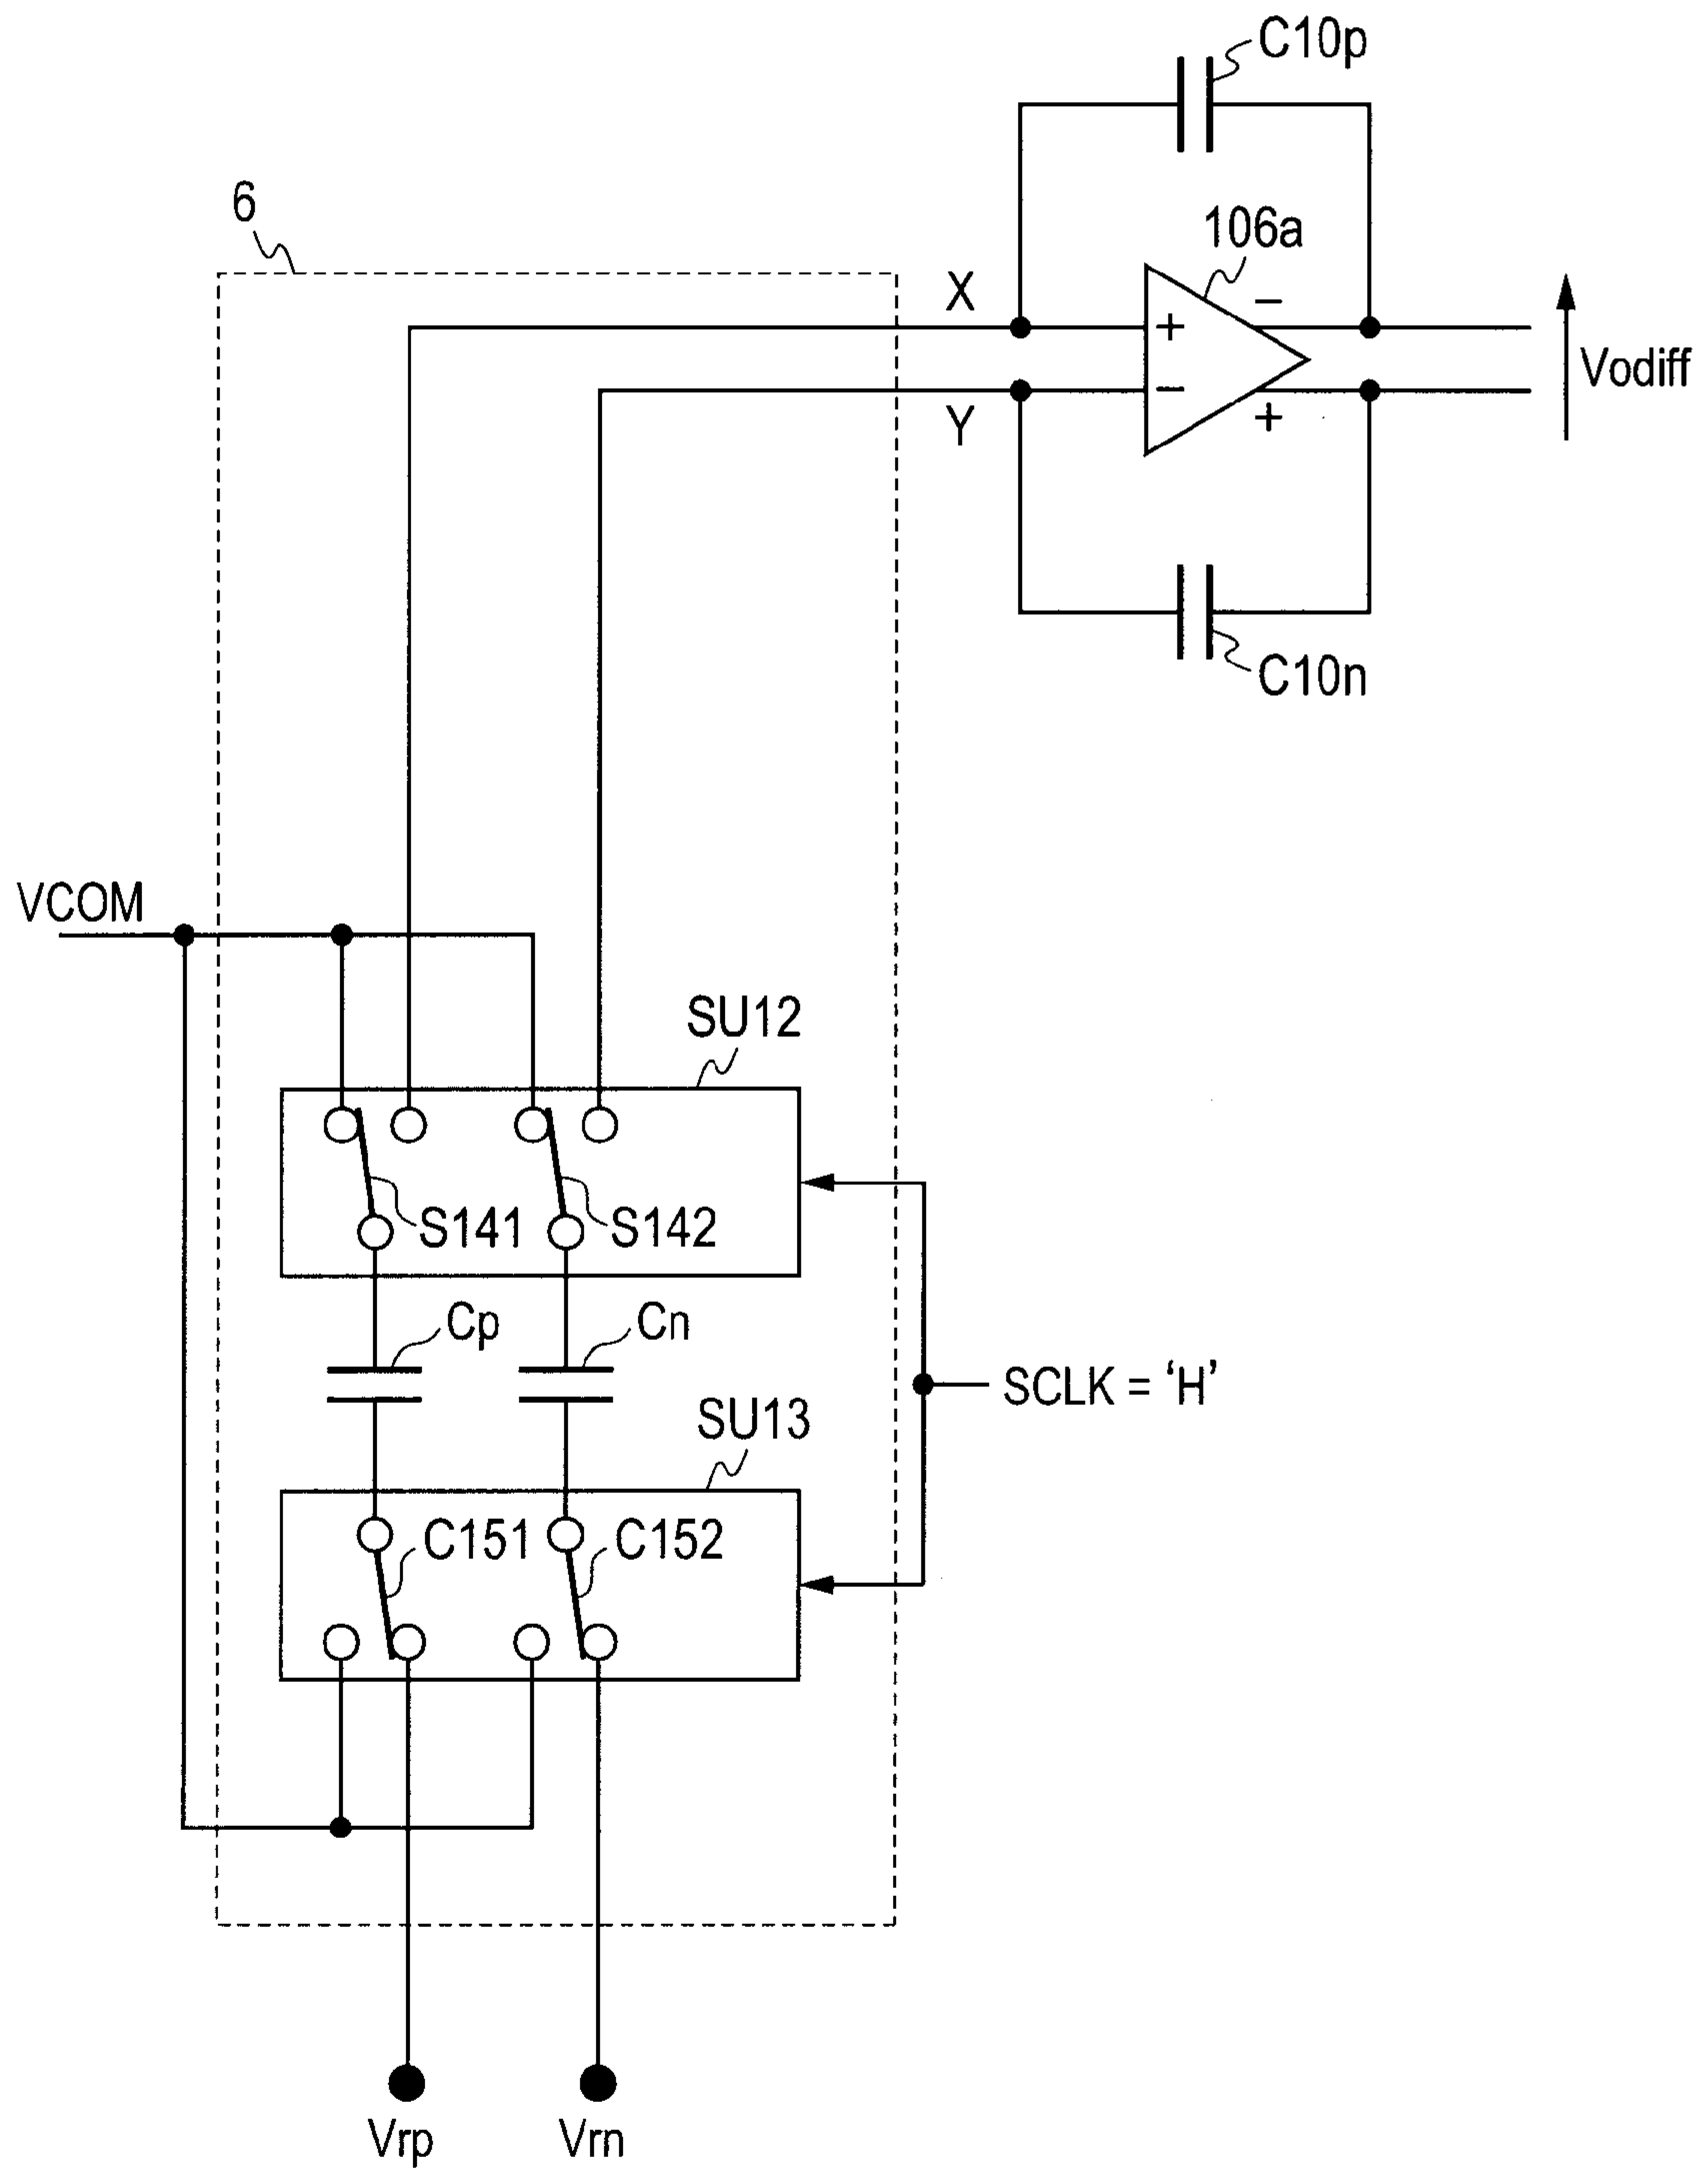 C10p
6
106a
X
+
−
Vodiff
Y
−
+
C10n
VCOM
SU12
S141
S142
Cp
Cn
SCLK = ‘H’
SU13
C151
C152
Vrp
Vrn